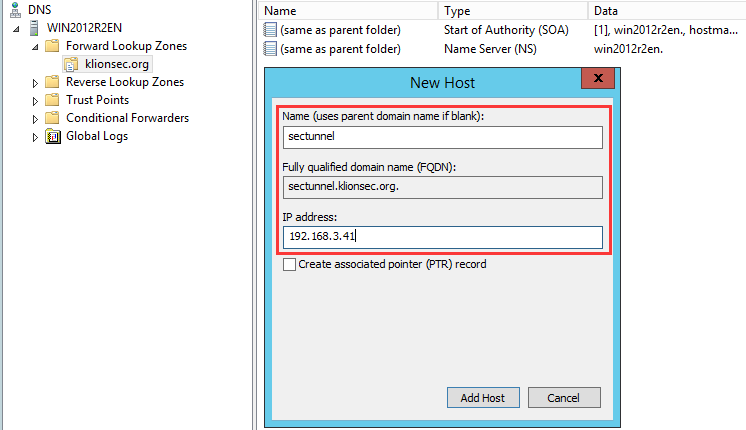 DNS
WIN2012R2EN
Forward Lookup Zones
klionsec.org
Reverse Lookup Zones
Trust Points
Conditional Forwarders
Global Logs
Name Type Data
(same as parent folder) Start of Authority (SOA) [1], win2012r2en., hostma...
(same as parent folder) Name Server (NS) win2012r2en.
New Host
x
Name (uses parent domain name if blank):
sectunnel
Fully qualified domain name (FQDN):
sectunnel.klionsec.org.
IP address:
192.168.3.41
Create associated pointer (PTR) record
Add Host Cancel